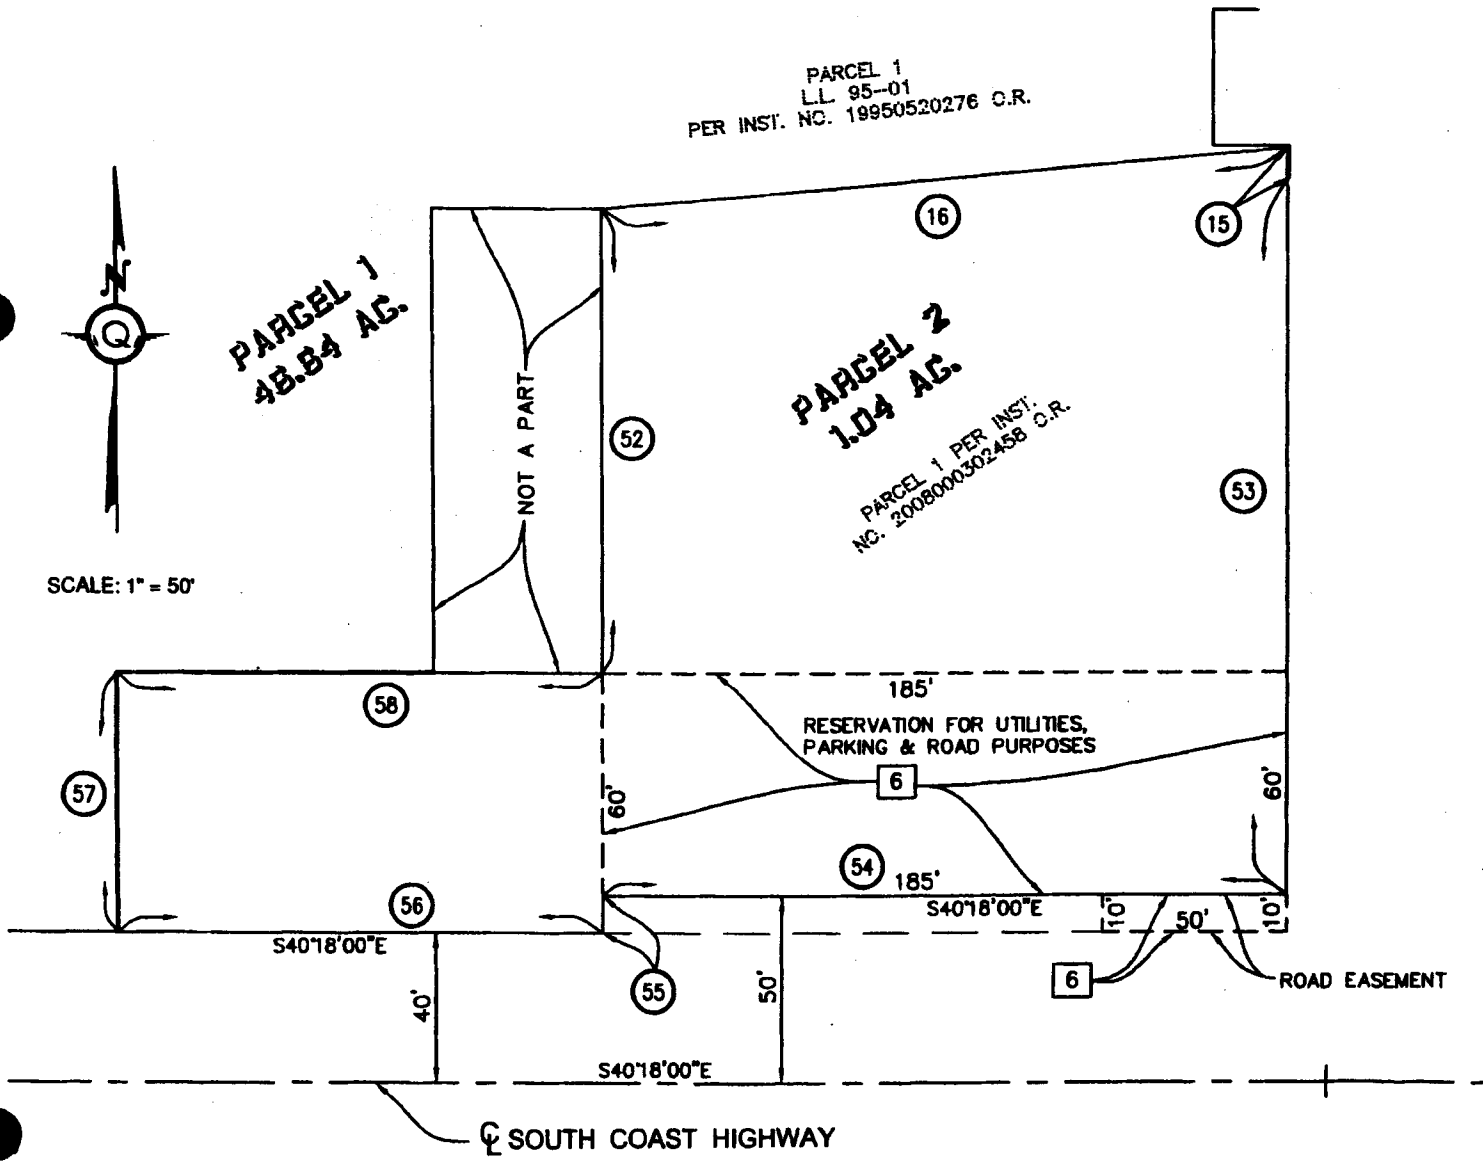 PARCEL 1
L.L. 95-01
PER INST. NO. 19950520276 O.R.
16
15
N
Q
PARCEL 1
48.84 AC.
PARCEL 2
1.04 AC.
PARCEL 1 PER INST.
NO. 2008000302458 O.R.
NOT A PART
52
53
SCALE: 1" = 50'
58
185'
RESERVATION FOR UTILITIES,
PARKING & ROAD PURPOSES
6
57
60'
60'
54
185'
56
S40°18'00"E
10'
50'
10'
S40°18'00"E
55
6
ROAD EASEMENT
40'
50'
S40°18'00"E
℄ SOUTH COAST HIGHWAY